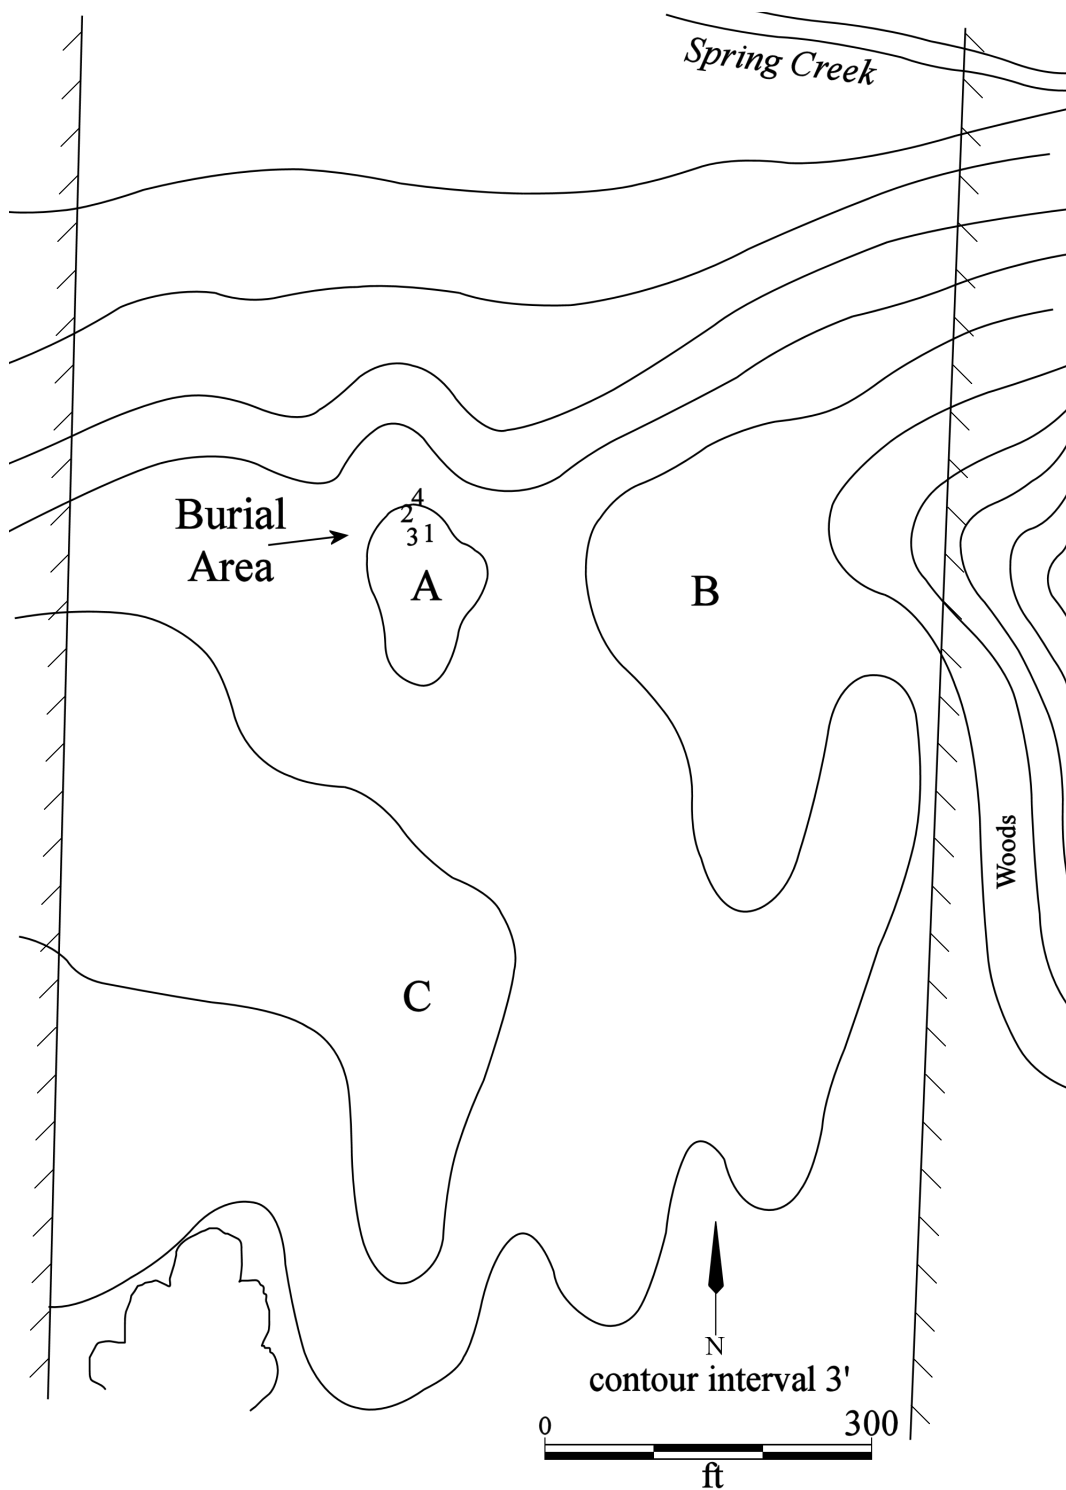 Spring Creek
Burial
Area
4
2
3 1
A
B
C
Woods
N
contour interval 3'
0 300
ft